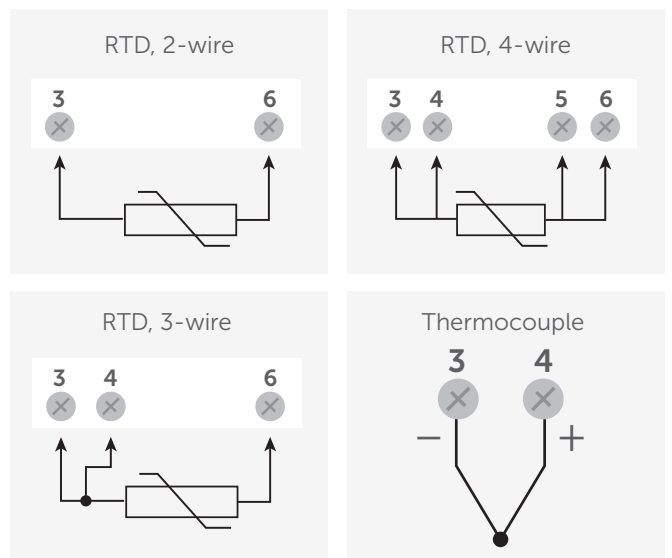 RTD, 2-wire
3 6
RTD, 4-wire
3 4 5 6
RTD, 3-wire
3 4 6
Thermocouple
3 4
− +